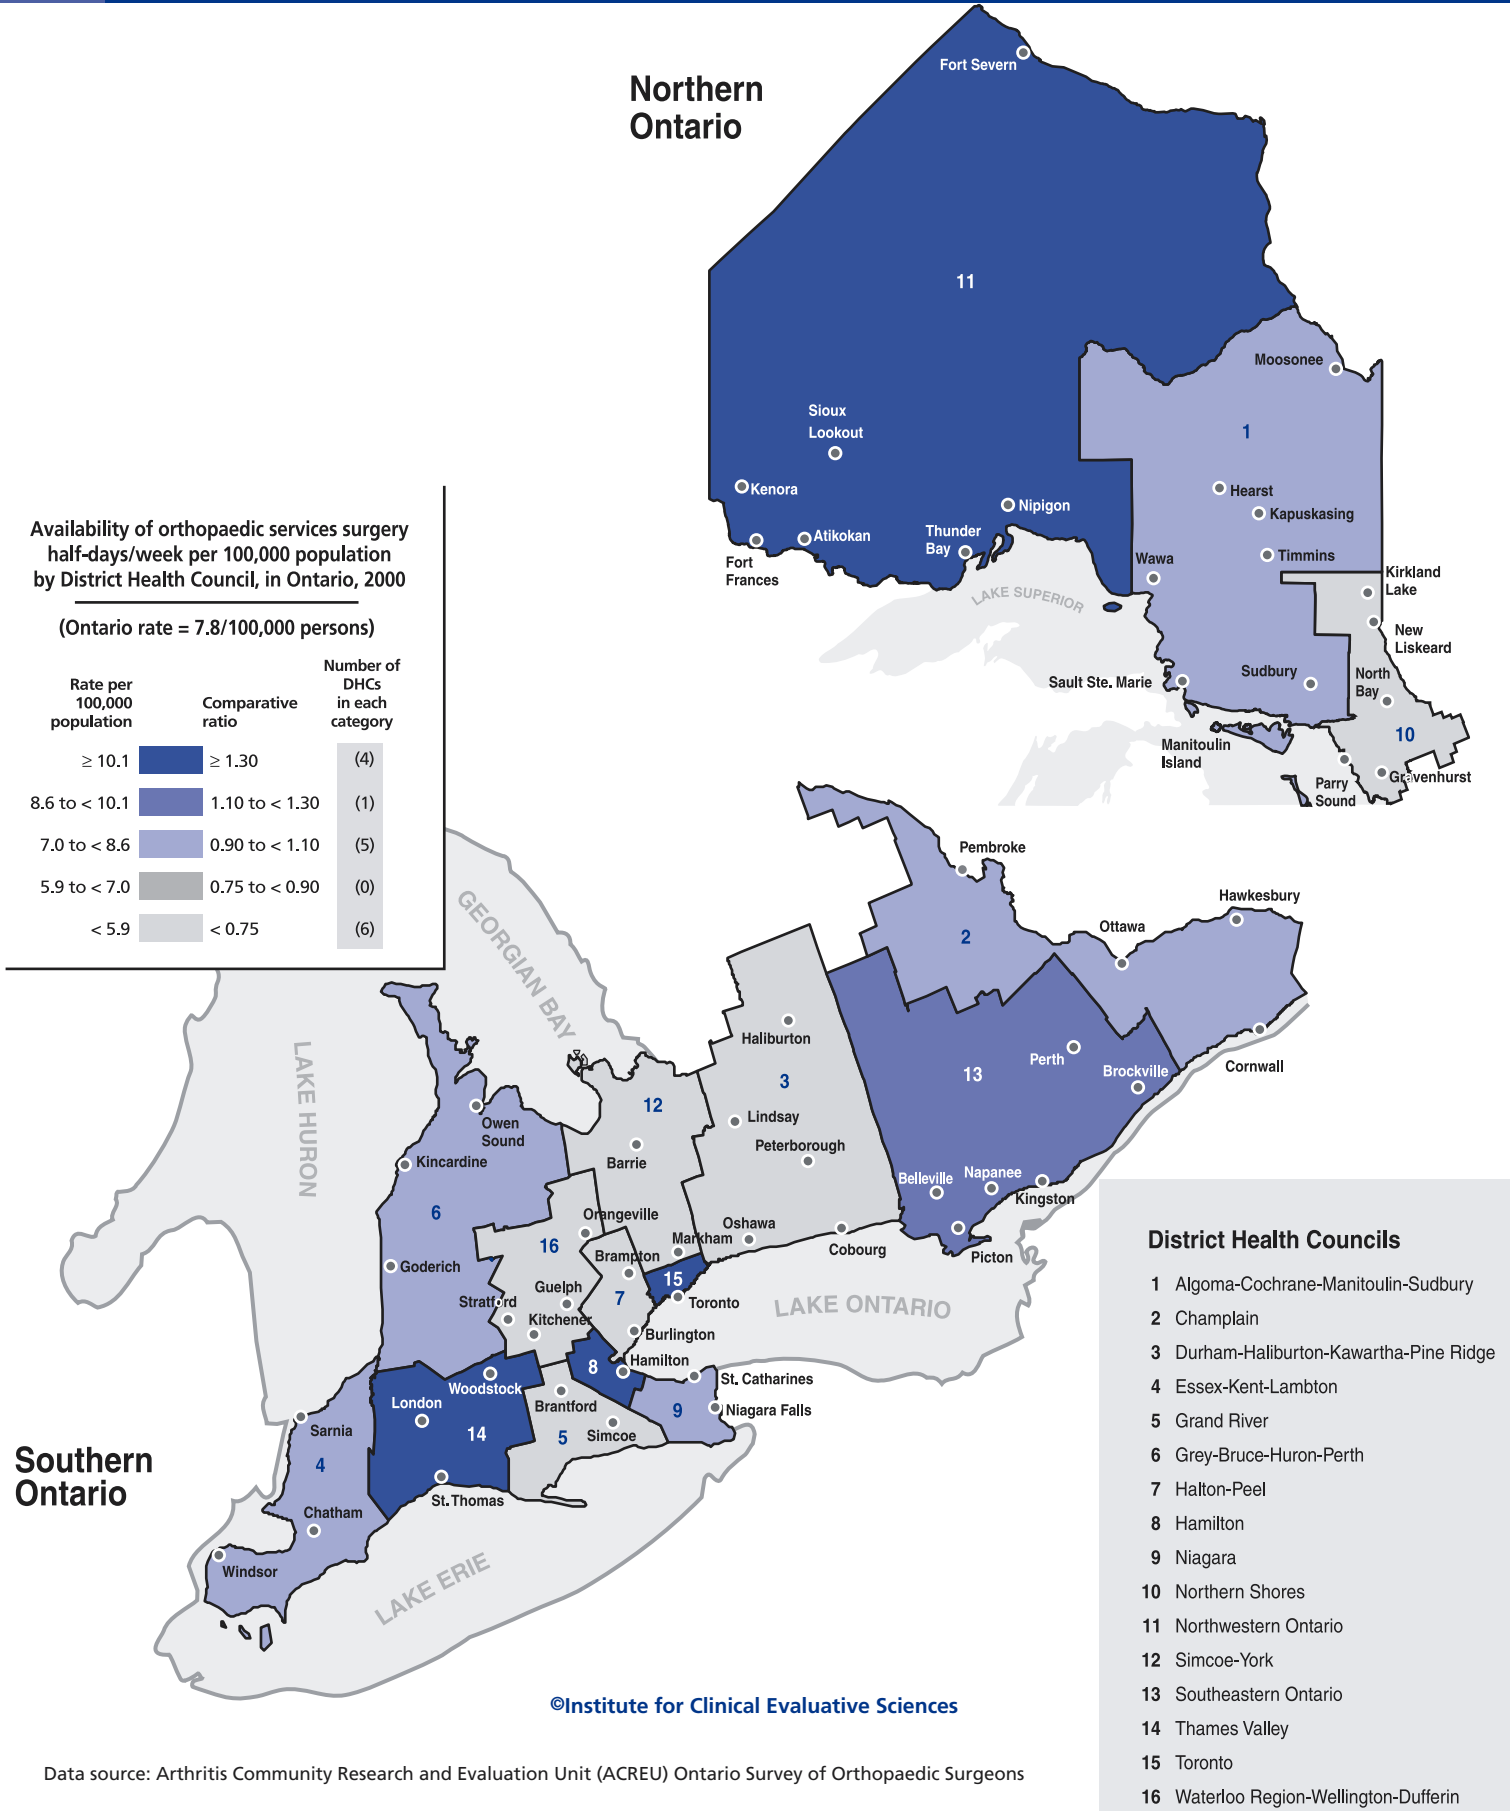 Northern
Ontario
Fort Severn
11
Moosonee
1
Sioux
Lookout
Kenora
Hearst
Nipigon
Kapuskasing
Atikokan
Thunder
Bay
Timmins
Fort
Frances
Wawa
Kirkland
Lake
LAKE SUPERIOR
New
Liskeard
Sault Ste. Marie
Sudbury
North
Bay
10
Manitoulin
Island
Parry
Sound
Gravenhurst
Availability of orthopaedic services surgery
half-days/week per 100,000 population
by District Health Council, in Ontario, 2000
(Ontario rate = 7.8/100,000 persons)
Rate per
100,000
population
Comparative
ratio
Number of
DHCs
in each
category
≥ 10.1 ≥ 1.30 (4)
8.6 to < 10.1 1.10 to < 1.30 (1)
7.0 to < 8.6 0.90 to < 1.10 (5)
5.9 to < 7.0 0.75 to < 0.90 (0)
< 5.9 < 0.75 (6)
Pembroke
Hawkesbury
Ottawa
2
GEORGIAN BAY
Haliburton
LAKE HURON
Perth
Brockville
Cornwall
3
13
12
Owen
Sound
Lindsay
Kincardine
Barrie
Peterborough
Belleville
Napanee
Kingston
6
Orangeville
Oshawa
Markham
Cobourg
Picton
16
Brampton
Goderich
15
Guelph
7
Toronto
LAKE ONTARIO
Stratford
Kitchener
Burlington
Hamilton
8
St. Catharines
Woodstock
London
Brantford
9
Niagara Falls
Sarnia
14
5
Simcoe
4
Southern
Ontario
St. Thomas
Chatham
Windsor
LAKE ERIE
District Health Councils
1 Algoma-Cochrane-Manitoulin-Sudbury
2 Champlain
3 Durham-Haliburton-Kawartha-Pine Ridge
4 Essex-Kent-Lambton
5 Grand River
6 Grey-Bruce-Huron-Perth
7 Halton-Peel
8 Hamilton
9 Niagara
10 Northern Shores
11 Northwestern Ontario
12 Simcoe-York
13 Southeastern Ontario
14 Thames Valley
15 Toronto
16 Waterloo Region-Wellington-Dufferin
©Institute for Clinical Evaluative Sciences
Data source: Arthritis Community Research and Evaluation Unit (ACREU) Ontario Survey of Orthopaedic Surgeons